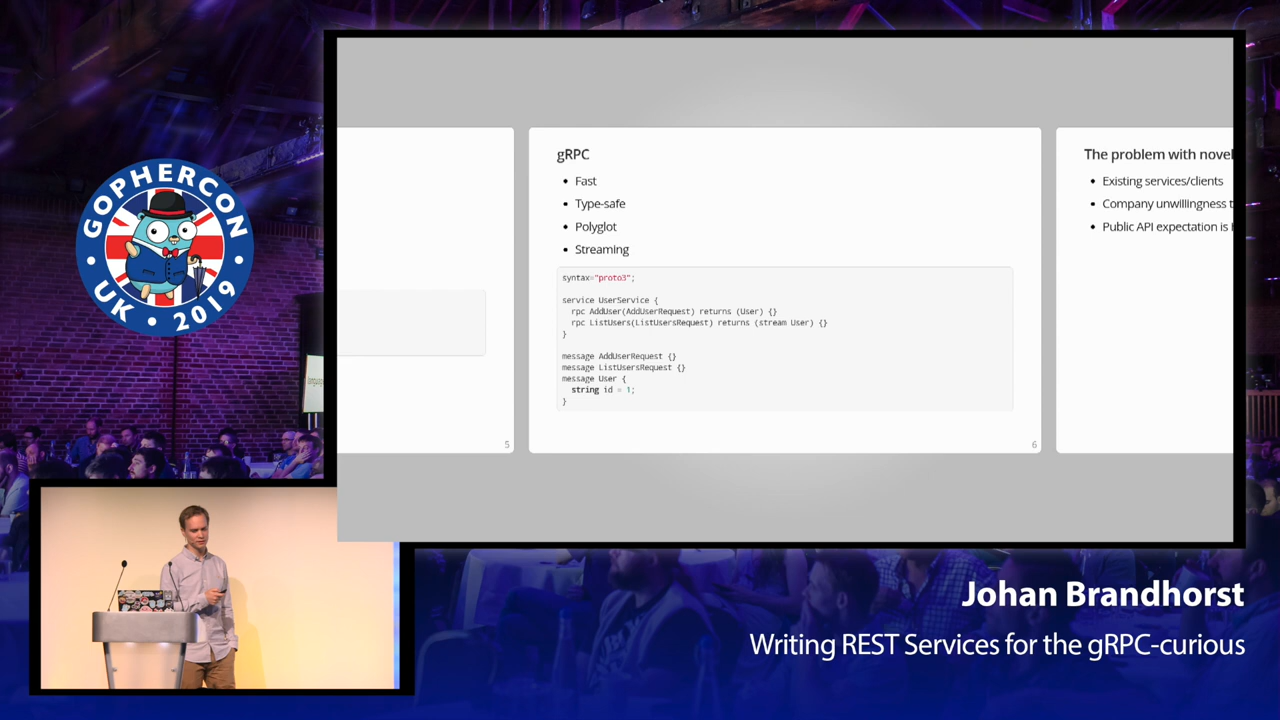 GOPHERCON
UK • 2019
gRPC
• Fast
• Type-safe
• Polyglot
• Streaming
syntax="proto3";
service UserService {
rpc AddUser(AddUserRequest) returns (User) {}
rpc ListUsers(ListUsersRequest) returns (stream User) {}
}
message AddUserRequest {}
message ListUsersRequest {}
message User {
string id = 1;
}
5
6
The problem with novel
• Existing services/clients
• Company unwillingness t
• Public API expectation is
Johan Brandhorst
Writing REST Services for the gRPC-curious